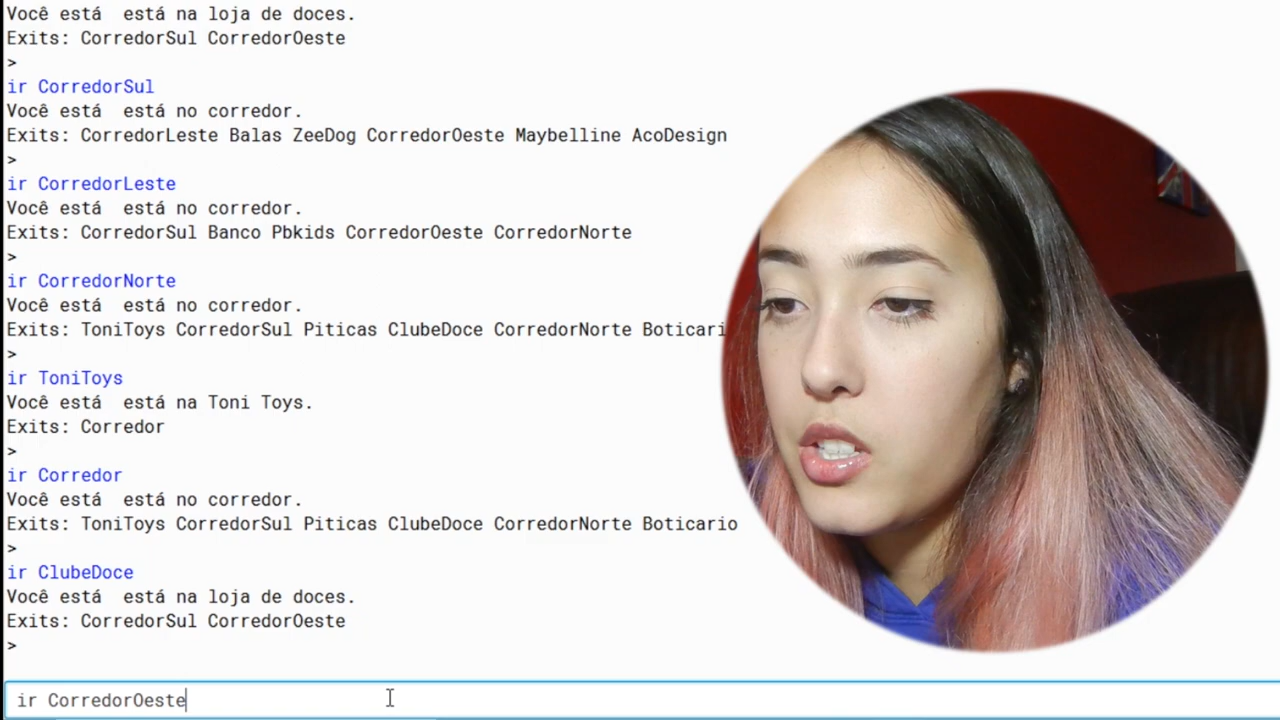 Você está  está na loja de doces.
Exits: CorredorSul CorredorOeste
>
ir CorredorSul
Você está  está no corredor.
Exits: CorredorLeste Balas ZeeDog CorredorOeste Maybelline AcoDesign
>
ir CorredorLeste
Você está  está no corredor.
Exits: CorredorSul Banco Pbkids CorredorOeste CorredorNorte
>
ir CorredorNorte
Você está  está no corredor.
Exits: ToniToys CorredorSul Piticas ClubeDoce CorredorNorte Boticari
>
ir ToniToys
Você está  está na Toni Toys.
Exits: Corredor
>
ir Corredor
Você está  está no corredor.
Exits: ToniToys CorredorSul Piticas ClubeDoce CorredorNorte Boticario
>
ir ClubeDoce
Você está  está na loja de doces.
Exits: CorredorSul CorredorOeste
>
ir CorredorOeste